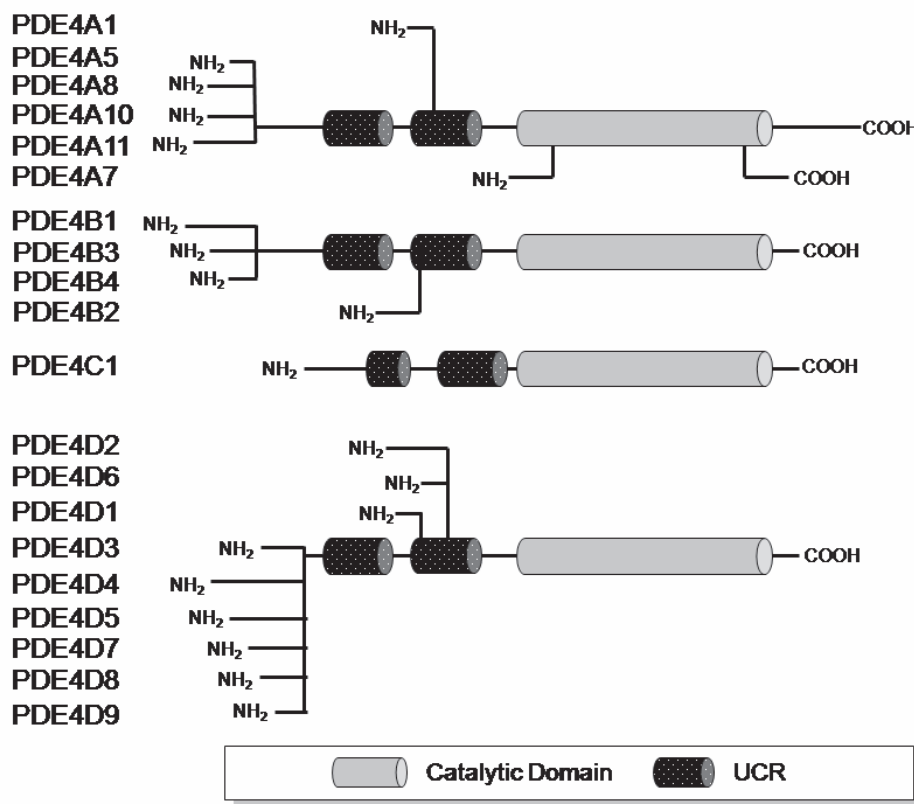 PDE4A1 NH₂
PDE4A5 NH₂
PDE4A8 NH₂
PDE4A10 NH₂ COOH
PDE4A11 NH₂
PDE4A7 NH₂ COOH
PDE4B1 NH₂
PDE4B3 NH₂ COOH
PDE4B4 NH₂
PDE4B2 NH₂
PDE4C1 NH₂ COOH
PDE4D2 NH₂
PDE4D6 NH₂
PDE4D1 NH₂
PDE4D3 NH₂ COOH
PDE4D4 NH₂
PDE4D5 NH₂
PDE4D7 NH₂
PDE4D8 NH₂
PDE4D9 NH₂
Catalytic Domain UCR